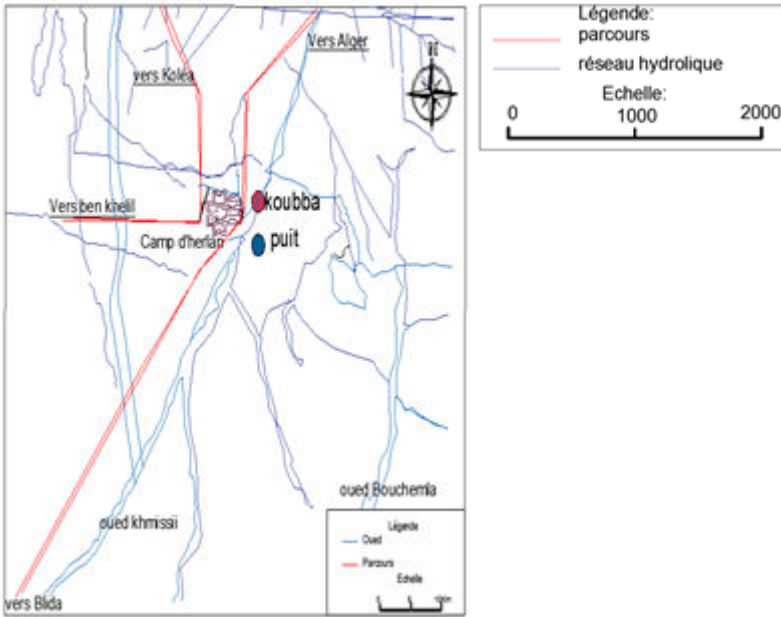 Vers Alger
vers Koléa
Vers ben khelil
koubba
Camp d'herlan
puit
oued Bouchemla
oued khmissii
vers Blida
Légende
Oued
Parcours
Echelle
Légende:
parcours
réseau hydrolique
Echelle:
0 1000 2000